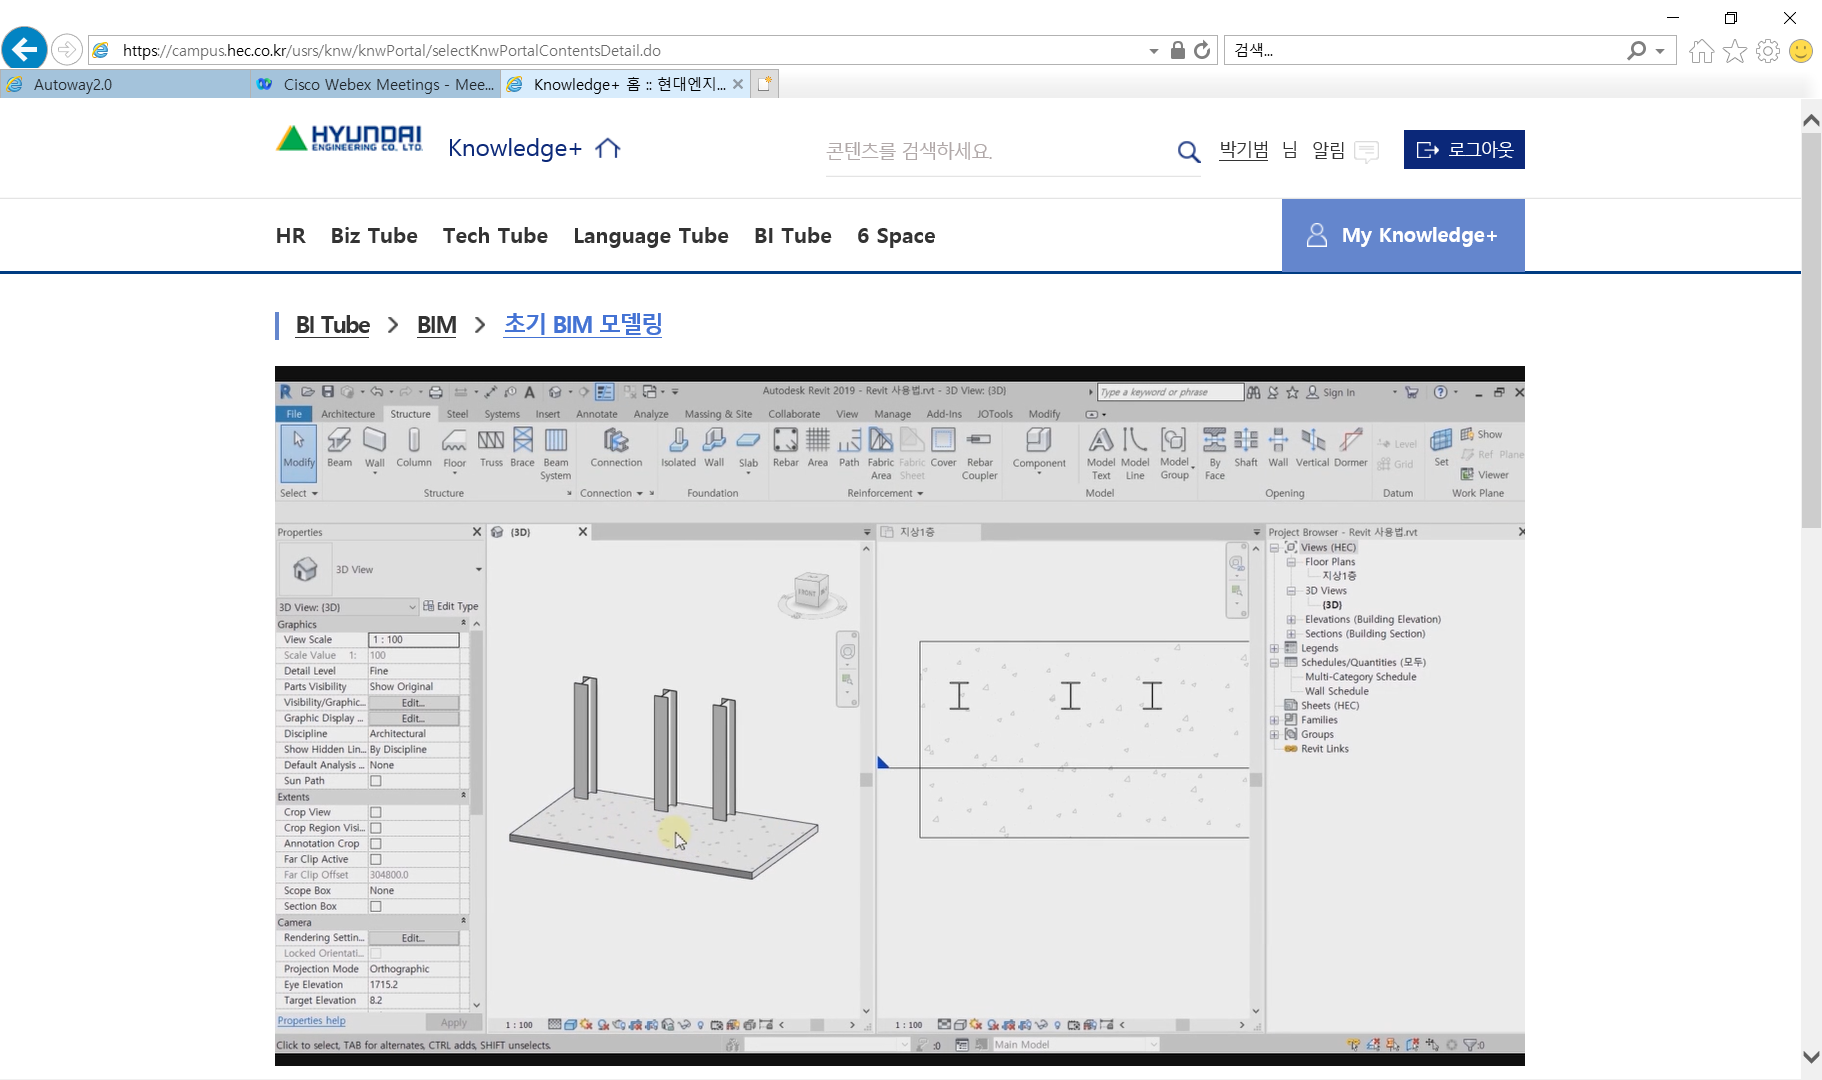 https://campus.hec.co.kr/usrs/knw/knwPortal/selectKnwPortalContentsDetail.do
검색...
Autoway2.0
Cisco Webex Meetings - Mee...
Knowledge+ 홈 :: 현대엔지...
HYUNDAI
ENGINEERING CO. LTD.
Knowledge+
콘텐츠를 검색하세요.
박기범 님 알림
로그아웃
HR Biz Tube Tech Tube Language Tube BI Tube 6 Space
My Knowledge+
BI Tube > BIM > 초기 BIM 모델링
Autodesk Revit 2019 - Revit 사용법.rvt - 3D View: {3D}
Type a keyword or phrase
Sign In
File Architecture Structure Steel Systems Insert Annotate Analyze Massing & Site Collaborate View Manage Add-Ins JOTools Modify
Modify Beam Wall Column Floor Truss Brace Beam System Connection Isolated Wall Slab Rebar Area Path Fabric Area Fabric Sheet Cover Rebar Coupler Component Model Text Model Line Model Group By Face Shaft Wall Vertical Dormer Level Grid Set Show Ref Plane Viewer
Select Structure Connection Foundation Reinforcement Model Opening Datum Work Plane
Properties
3D View
3D View: {3D}
Edit Type
Graphics
View Scale 1 : 100
Scale Value 1: 100
Detail Level Fine
Parts Visibility Show Original
Visibility/Graphic... Edit...
Graphic Display ... Edit...
Discipline Architectural
Show Hidden Lin... By Discipline
Default Analysis ... None
Sun Path
Extents
Crop View
Crop Region Visi...
Annotation Crop
Far Clip Active
Far Clip Offset 304800.0
Scope Box None
Section Box
Camera
Rendering Settin... Edit...
Locked Orientati...
Projection Mode Orthographic
Eye Elevation 1715.2
Target Elevation 8.2
Properties help
Apply
{3D}
FRONT
1 : 100
지상1층
1 : 100
Project Browser - Revit 사용법.rvt
Views (HEC)
Floor Plans
지상1층
3D Views
{3D}
Elevations (Building Elevation)
Sections (Building Section)
Legends
Schedules/Quantities (모두)
Multi-Category Schedule
Wall Schedule
Sheets (HEC)
Families
Groups
Revit Links
Click to select, TAB for alternates, CTRL adds, SHIFT unselects.
:0
Main Model
:0